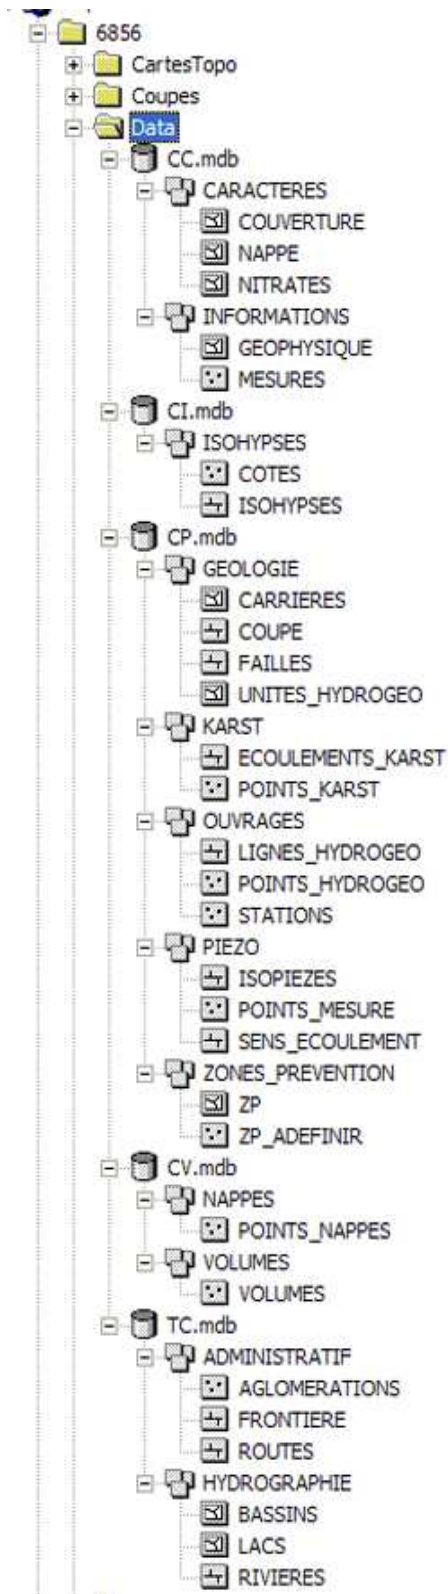 6856
CartesTopo
Coupes
Data
CC.mdb
CARACTERES
COUVERTURE
NAPPE
NITRATES
INFORMATIONS
GEOPHYSIQUE
MESURES
CI.mdb
ISOHYPSES
COTES
ISOHYPSES
CP.mdb
GEOLOGIE
CARRIERES
COUPE
FAILLES
UNITES_HYDROGEO
KARST
ECOULEMENTS_KARST
POINTS_KARST
OUVRAGES
LIGNES_HYDROGEO
POINTS_HYDROGEO
STATIONS
PIEZO
ISOPIEZES
POINTS_MESURE
SENS_ECOULEMENT
ZONES_PREVENTION
ZP
ZP_ADEFINIR
CV.mdb
NAPPES
POINTS_NAPPES
VOLUMES
VOLUMES
TC.mdb
ADMINISTRATIF
AGLOMERATIONS
FRONTIERE
ROUTES
HYDROGRAPHIE
BASSINS
LACS
RIVIERES